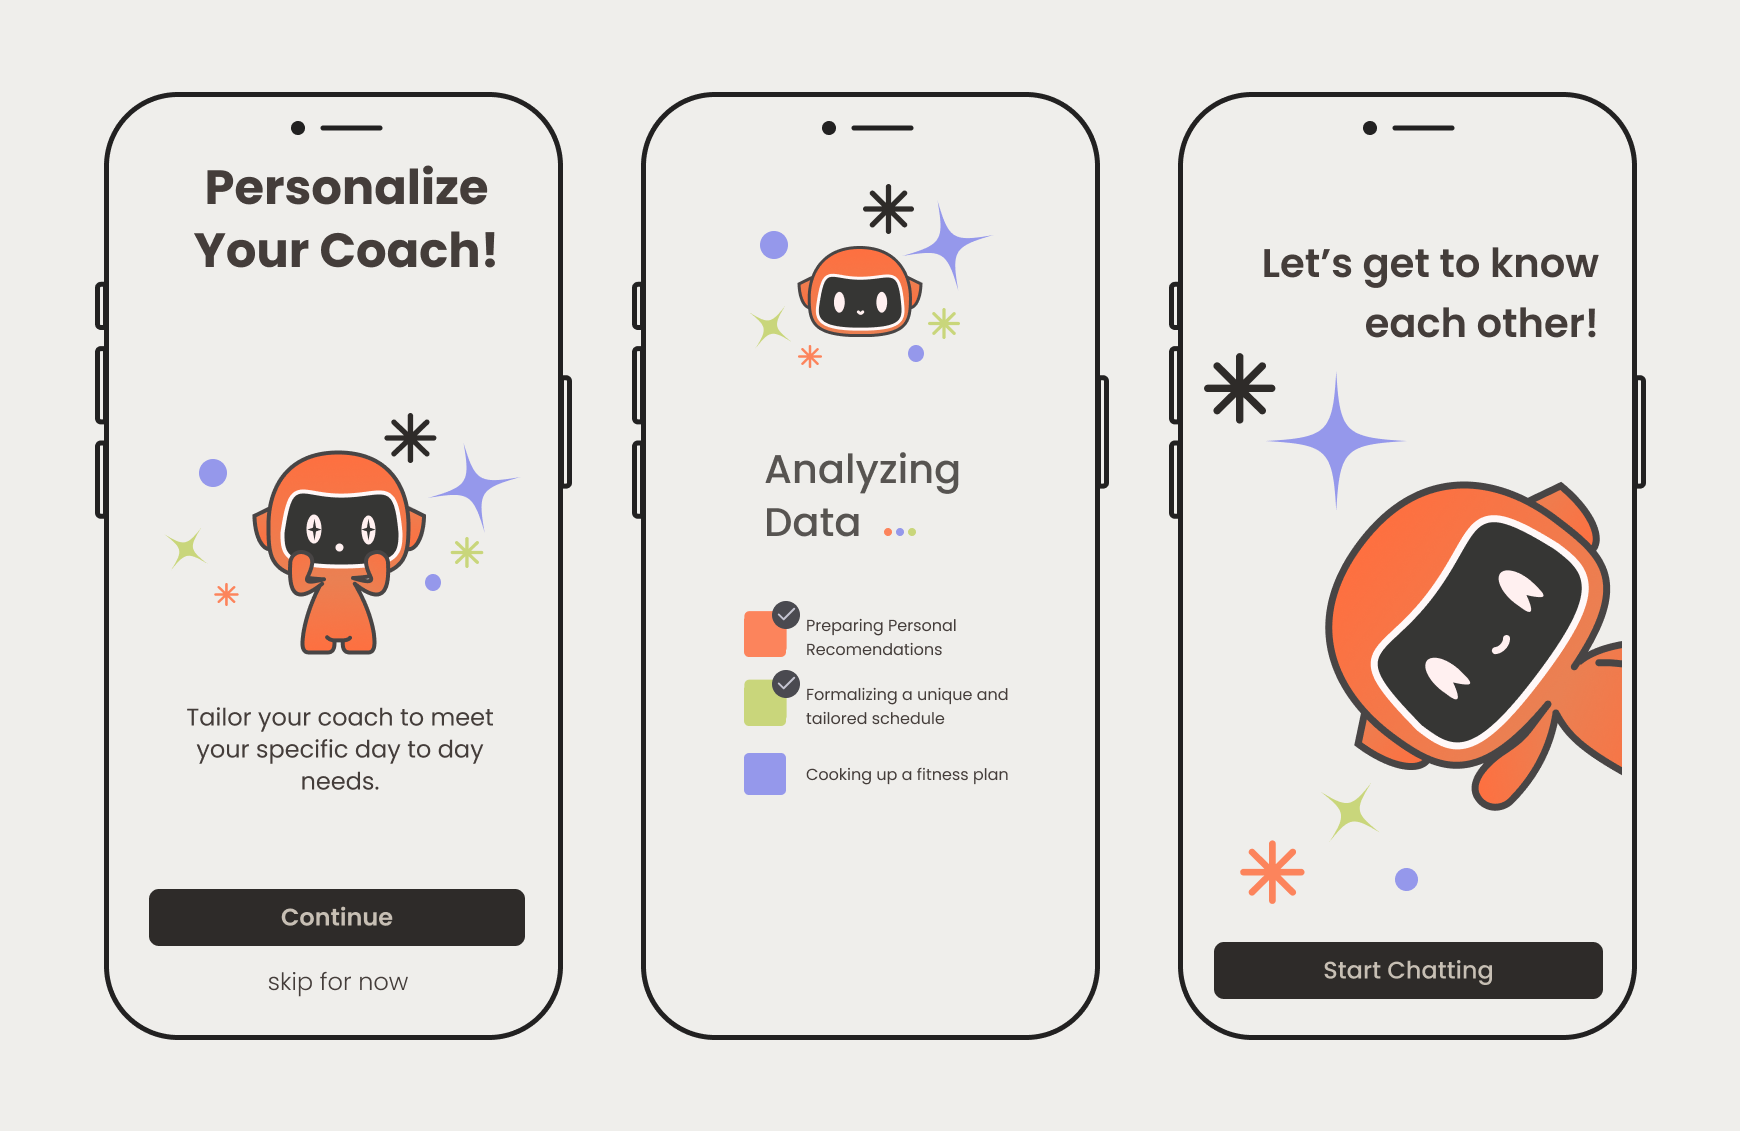 Personalize
Your Coach!
Tailor your coach to meet
your specific day to day
needs.
Continue
skip for now
Analyzing
Data
Preparing Personal
Recomendations
Formalizing a unique and
tailored schedule
Cooking up a fitness plan
Let’s get to know
each other!
Start Chatting